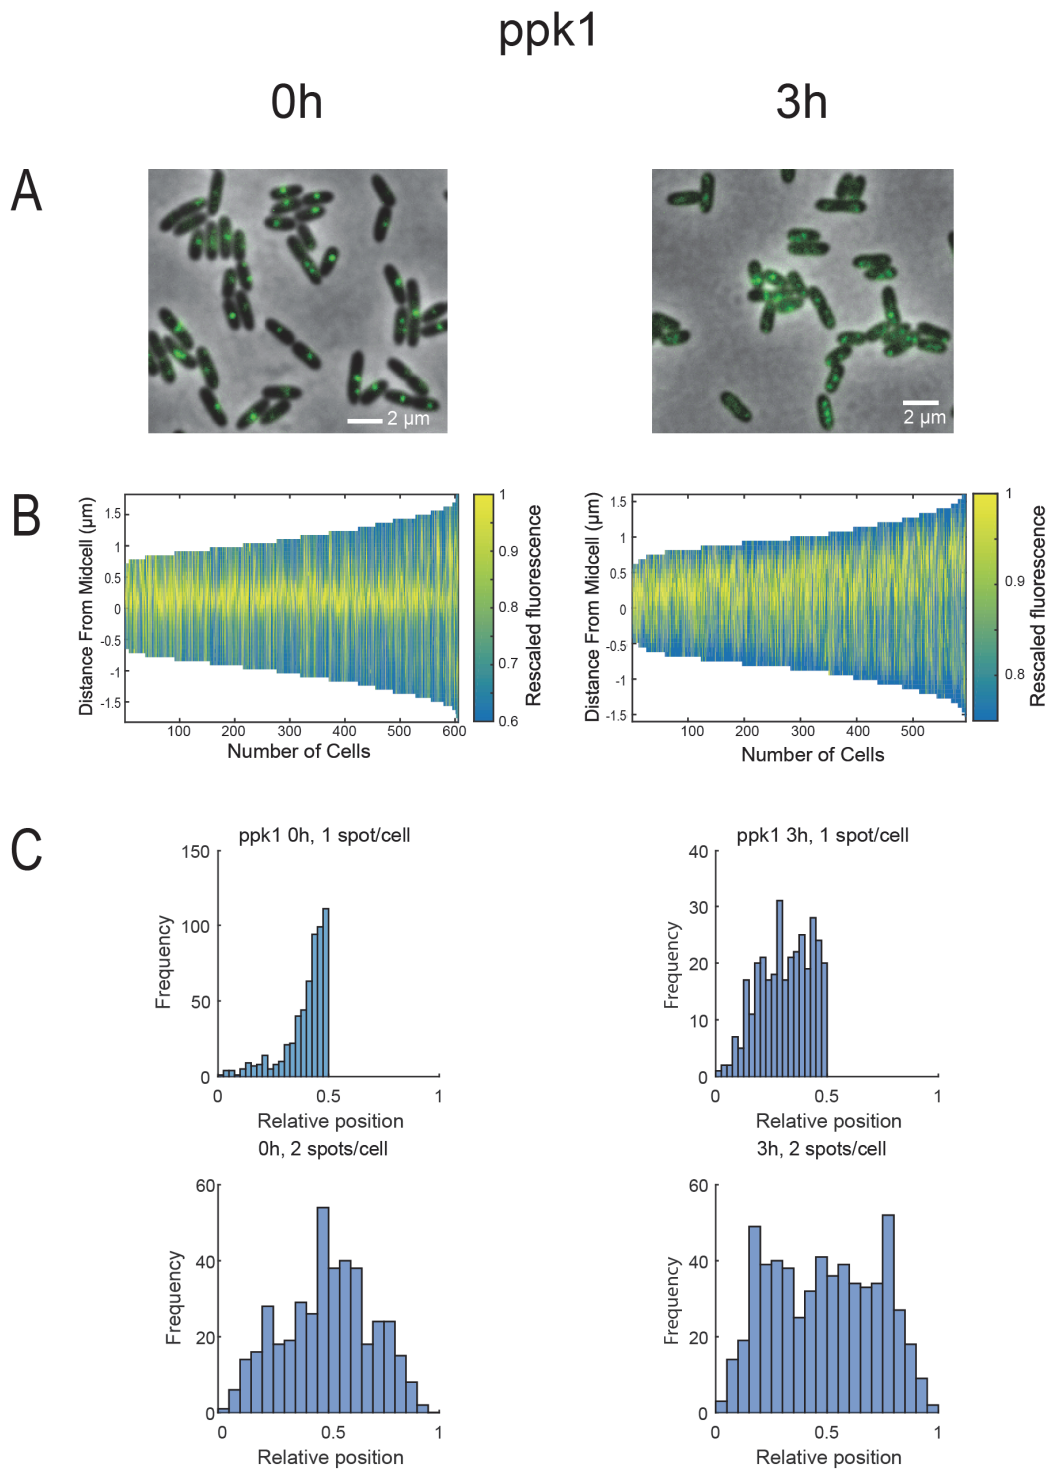 ppk1
0h 3h
A
2 µm
2 µm
B
Distance From Midcell (µm)
1.5
1
0.5
0
-0.5
-1
-1.5
100 200 300 400 500 600
Number of Cells
1
0.9
0.8
0.7
0.6
Rescaled fluorescence
Distance From Midcell (µm)
1.5
1
0.5
0
-0.5
-1
-1.5
100 200 300 400 500
Number of Cells
1
0.9
0.8
Rescaled fluorescence
C
ppk1 0h, 1 spot/cell
Frequency
150
100
50
0
0 0.5 1
Relative position
ppk1 3h, 1 spot/cell
Frequency
40
30
20
10
0
0 0.5 1
Relative position
0h, 2 spots/cell
Frequency
60
40
20
0
0 0.5 1
Relative position
3h, 2 spots/cell
Frequency
60
40
20
0
0 0.5 1
Relative position